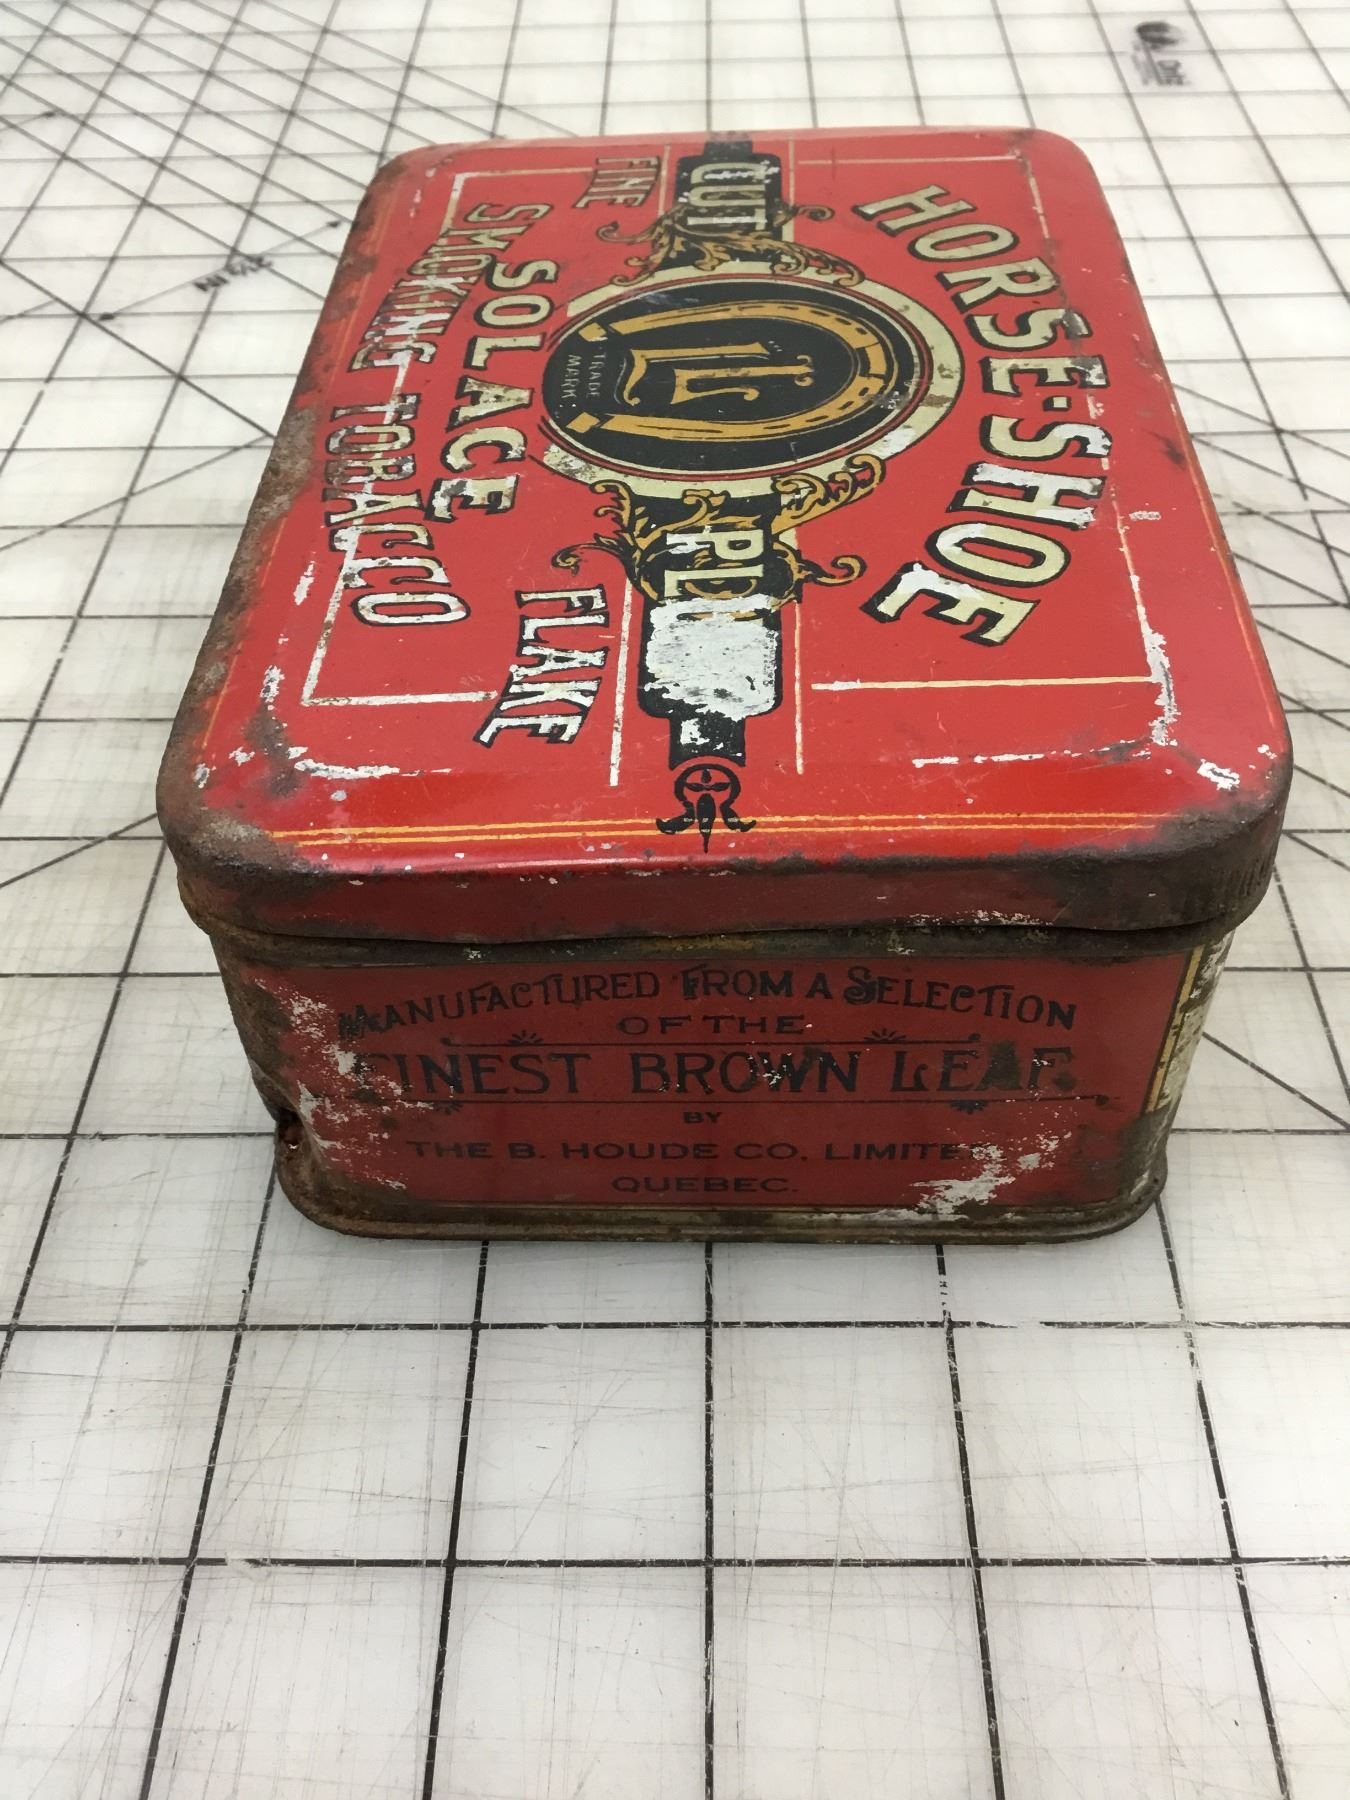 HORSE-SHOE
CUT PLUG
TRADE
MARK
FINE FLAKE
SOLACE
SMOKING TOBACCO
MANUFACTURED FROM A SELECTION
OF THE
FINEST BROWN LEAF.
BY
THE B. HOUDE CO. LIMITED
QUEBEC.